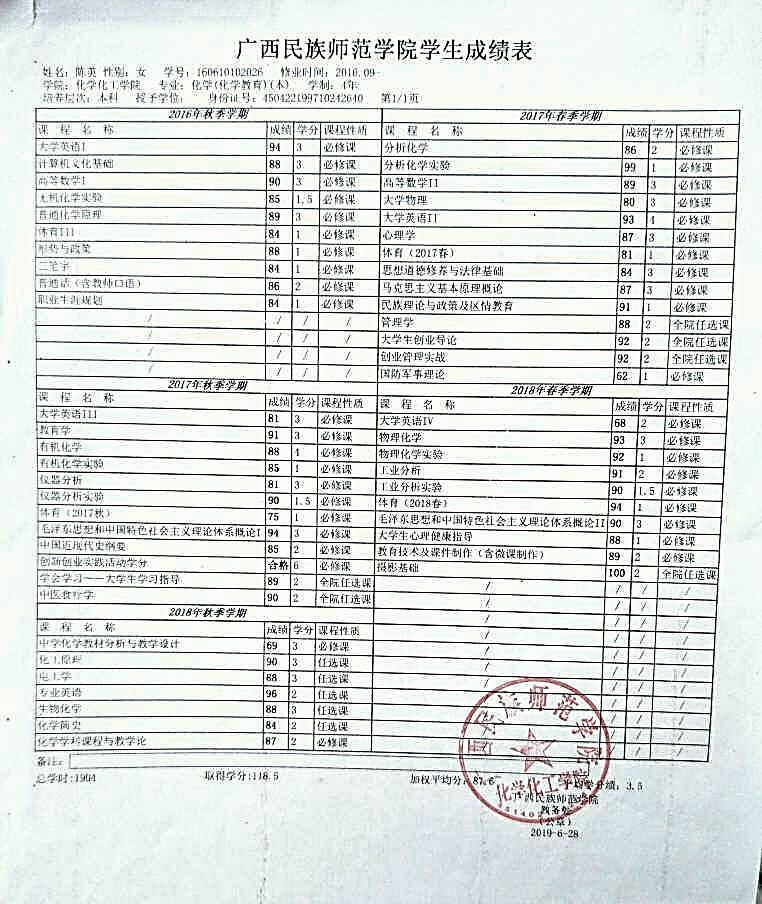 广西民族师范学院学生成绩表
姓名：陈英 性别：女 学号：160610102026 修业时间：2016.09-
学院：化学化工学院 专业：化学(化学教育)(本) 学制：4年
培养层次：本科 授予学位： 身份证号：450422199710242640 第1/1页
2016年秋季学期
课 程 名 称 成绩 学分 课程性质
大学英语I 94 3 必修课
计算机文化基础 88 3 必修课
高等数学I 90 3 必修课
无机化学实验 85 1.5 必修课
普通化学原理 89 3 必修课
体育III 84 1 必修课
形势与政策 88 1 必修课
三笔字 84 1 必修课
普通话（含教师口语） 86 2 必修课
职业生涯规划 84 1 必修课
/ / / /
/ / / /
/ / / /
/ / / /
2017年春季学期
课 程 名 称 成绩 学分 课程性质
分析化学 86 2 必修课
分析化学实验 99 1 必修课
高等数学II 89 3 必修课
大学物理 80 3 必修课
大学英语II 93 4 必修课
心理学 87 3 必修课
体育（2017春） 81 1 必修课
思想道德修养与法律基础 84 3 必修课
马克思主义基本原理概论 87 3 必修课
民族理论与政策及区情教育 91 1 必修课
管理学 88 2 全院任选课
大学生创业导论 92 2 全院任选课
创业管理实战 92 2 全院任选课
国防军事理论 62 1 必修课
2017年秋季学期
课 程 名 称 成绩 学分 课程性质
大学英语III 81 3 必修课
教育学 91 3 必修课
有机化学 88 4 必修课
有机化学实验 85 1 必修课
仪器分析 81 3 必修课
仪器分析实验 90 1.5 必修课
体育（2017秋） 75 1 必修课
毛泽东思想和中国特色社会主义理论体系概论I 94 3 必修课
中国近现代史纲要 85 2 必修课
创新创业实践活动学分 合格 6 必修课
学会学习——大学生学习指导 89 2 全院任选课
中医食疗学 90 2 全院任选课
2018年春季学期
课 程 名 称 成绩 学分 课程性质
大学英语IV 68 2 必修课
物理化学 93 3 必修课
物理化学实验 92 1 必修课
工业分析 91 2 必修课
工业分析实验 90 1.5 必修课
体育（2018春） 94 1 必修课
毛泽东思想和中国特色社会主义理论体系概论II 90 3 必修课
大学生心理健康指导 88 1 必修课
教育技术及课件制作（含微课制作） 89 2 必修课
摄影基础 100 2 全院任选课
/ / / /
/ / / /
2018年秋季学期
课 程 名 称 成绩 学分 课程性质
中学化学教材分析与教学设计 69 3 必修课
化工原理 90 3 任选课
电工学 88 3 任选课
专业英语 96 2 任选课
生物化学 88 3 任选课
化学简史 84 2 任选课
化学学科课程与教学论 87 2 必修课
/ / / /
/ / / /
/ / / /
/ / / /
备注：
总学时：1904 取得学分：118.5 加权平均分：87.6 平均学分绩：3.5
广西民族师范学院
教务处
（公章）
2019-6-28
西民族师范学院
化学化工学院